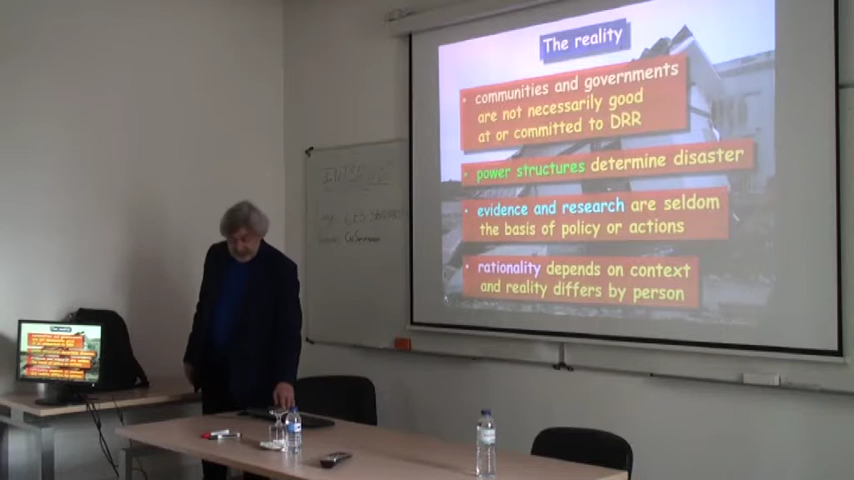 The reality
• communities and governments
are not necessarily good
at or committed to DRR
• power structures determine disaster
• evidence and research are seldom
the basis of policy or actions
• rationality depends on context
and reality differs by person
The reality